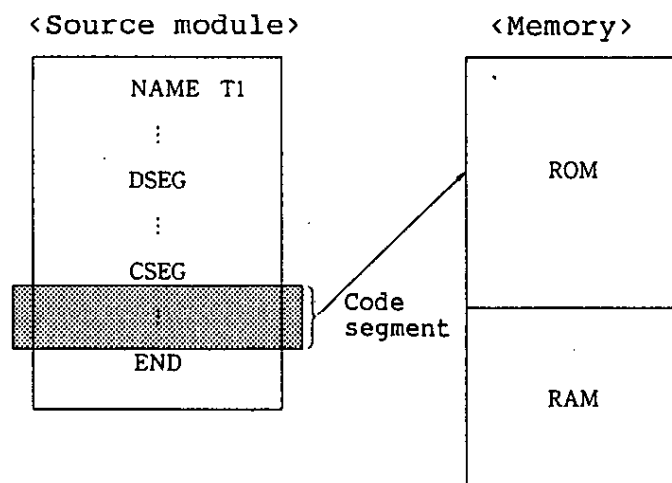 <Source module>
NAME T1
⋮
DSEG
⋮
CSEG
⋮
END
Code
segment
<Memory>
ROM
RAM